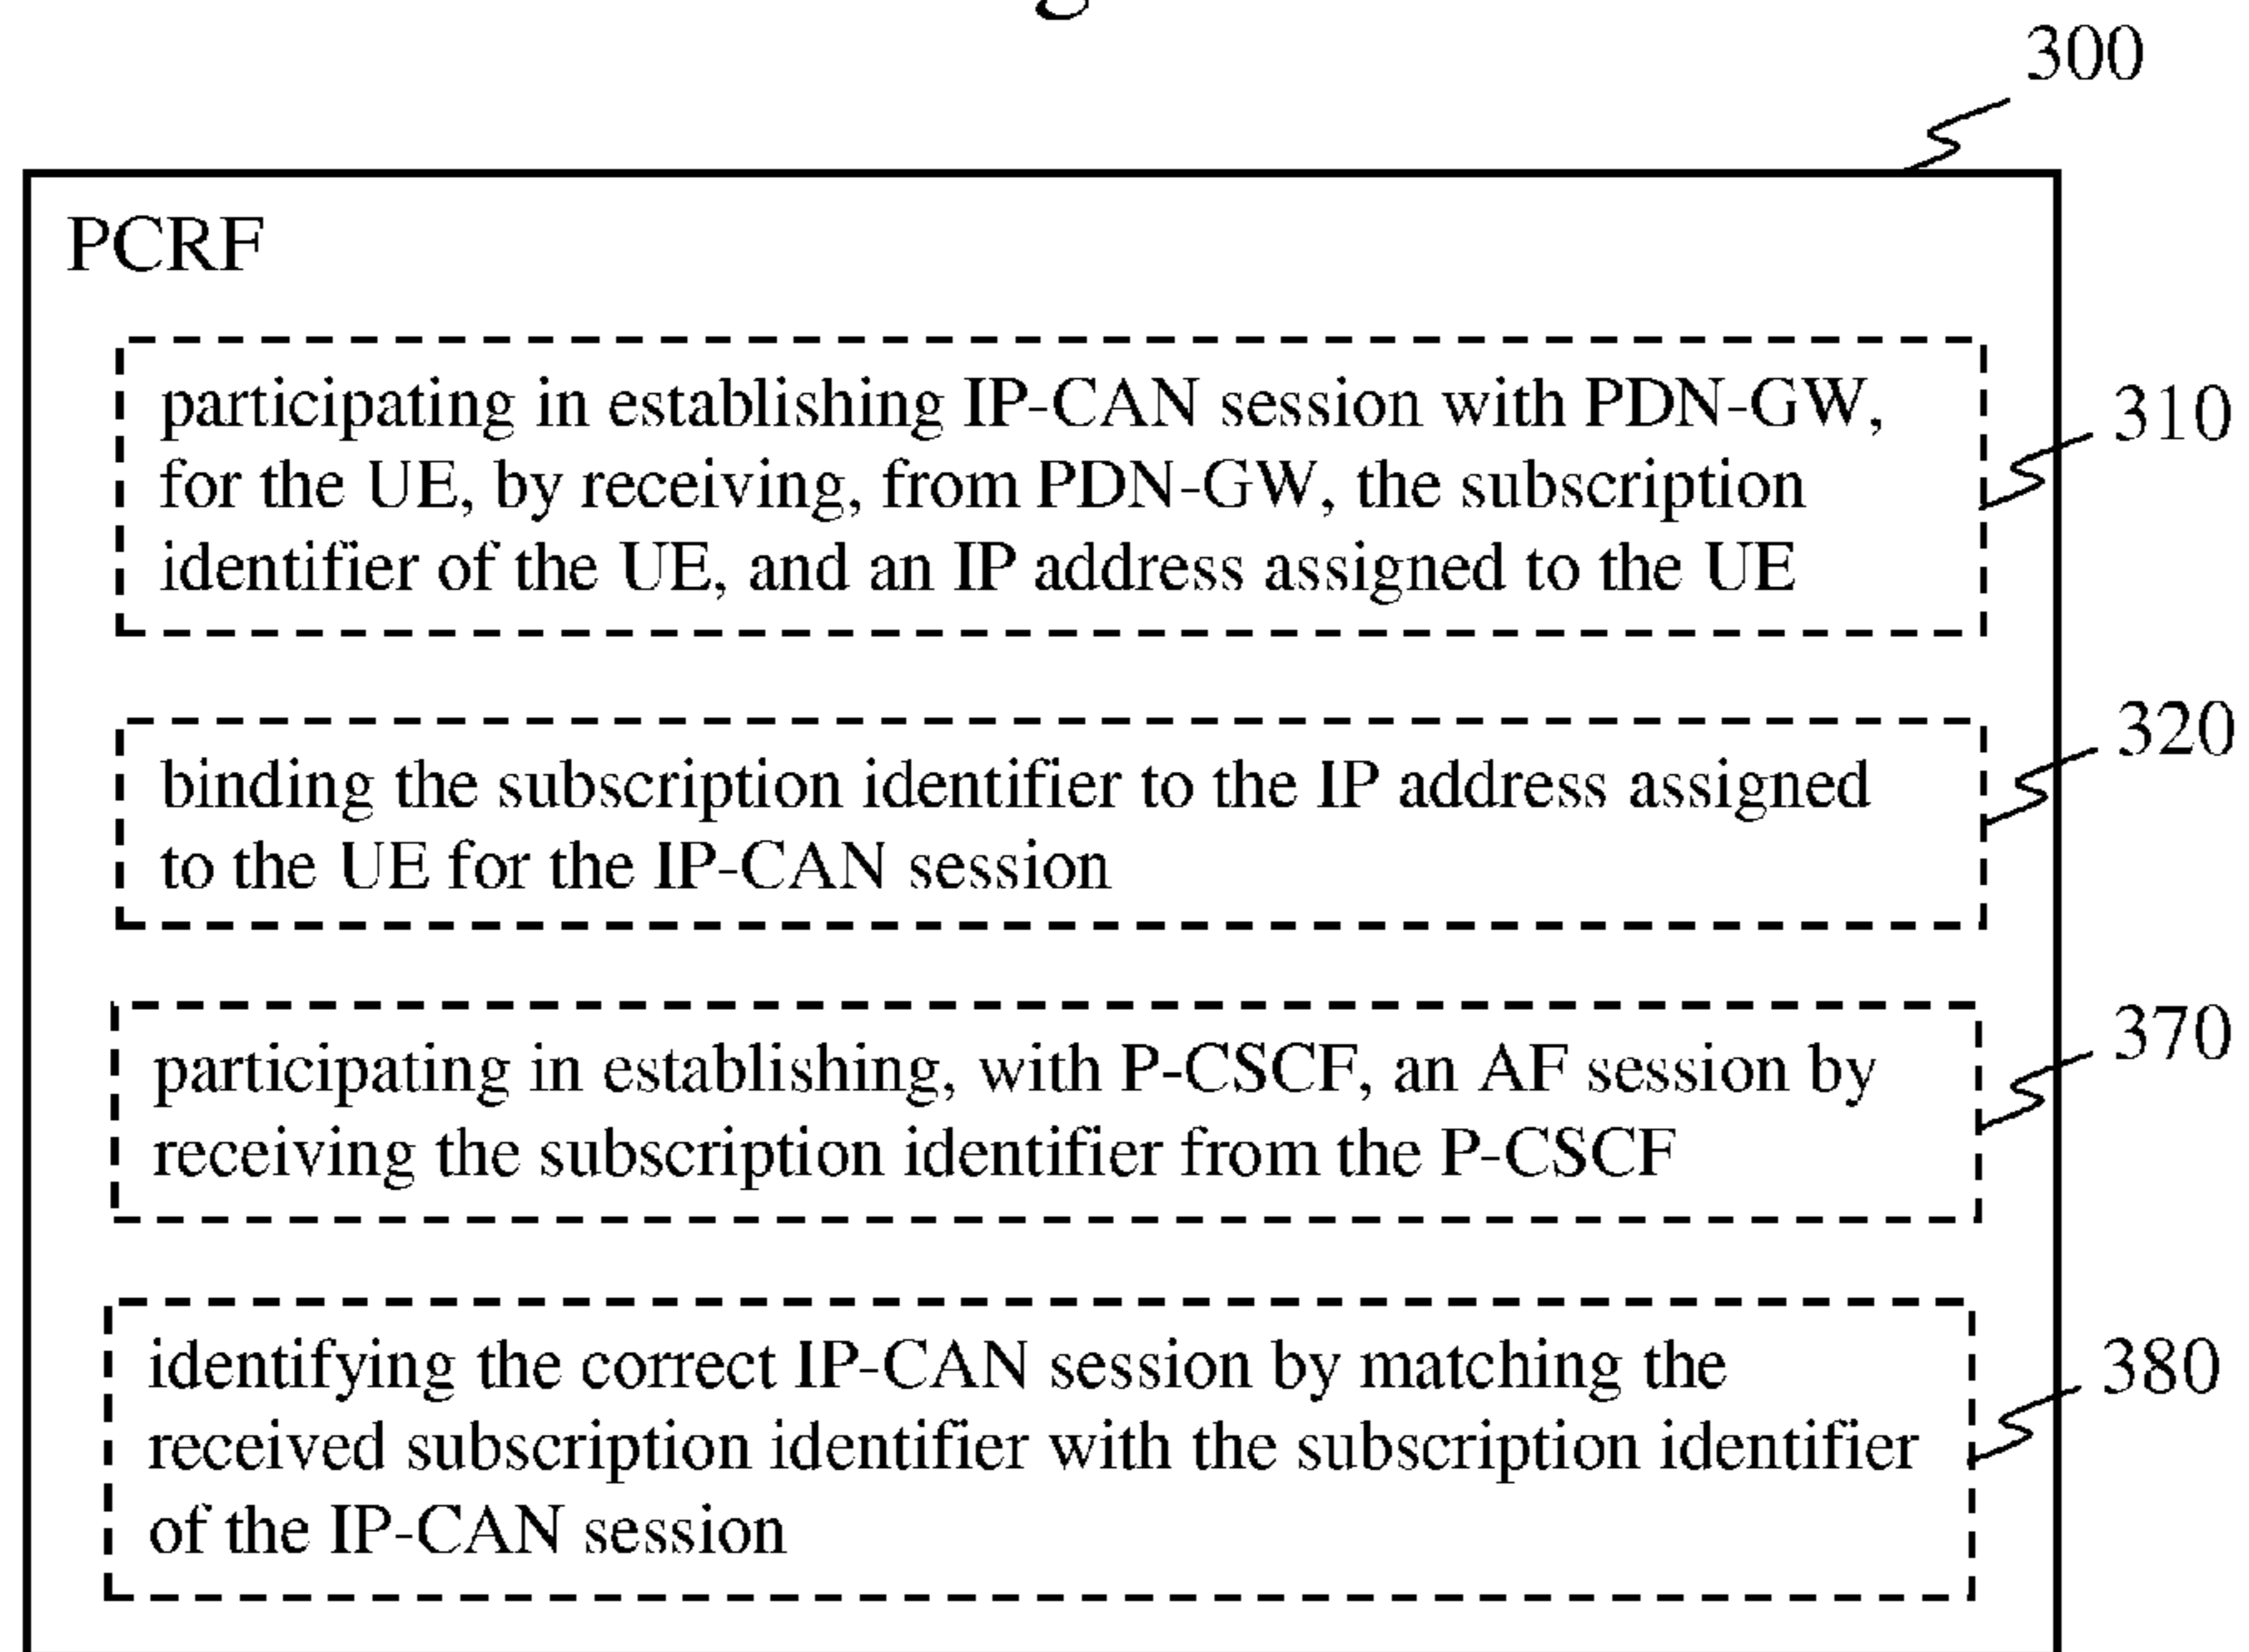 300
PCRF
participating in establishing IP-CAN session with PDN-GW,
for the UE, by receiving, from PDN-GW, the subscription
identifier of the UE, and an IP address assigned to the UE
310
binding the subscription identifier to the IP address assigned
to the UE for the IP-CAN session
320
participating in establishing, with P-CSCF, an AF session by
receiving the subscription identifier from the P-CSCF
370
identifying the correct IP-CAN session by matching the
received subscription identifier with the subscription identifier
of the IP-CAN session
380